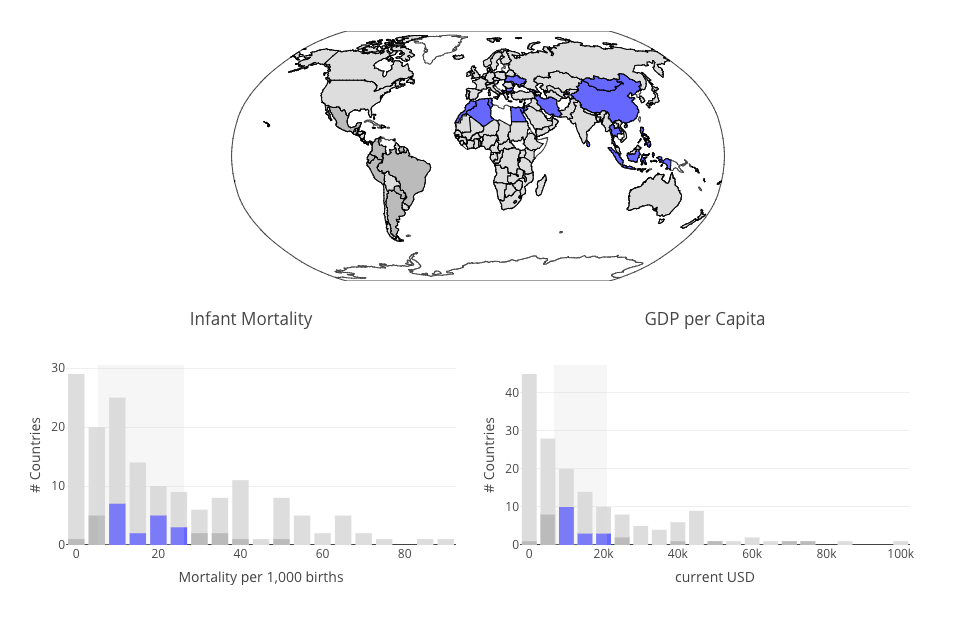 Infant Mortality
GDP per Capita
30
20
10
0
# Countries
0 20 40 60 80
Mortality per 1,000 births
40
30
20
10
0
# Countries
0 20k 40k 60k 80k 100k
current USD